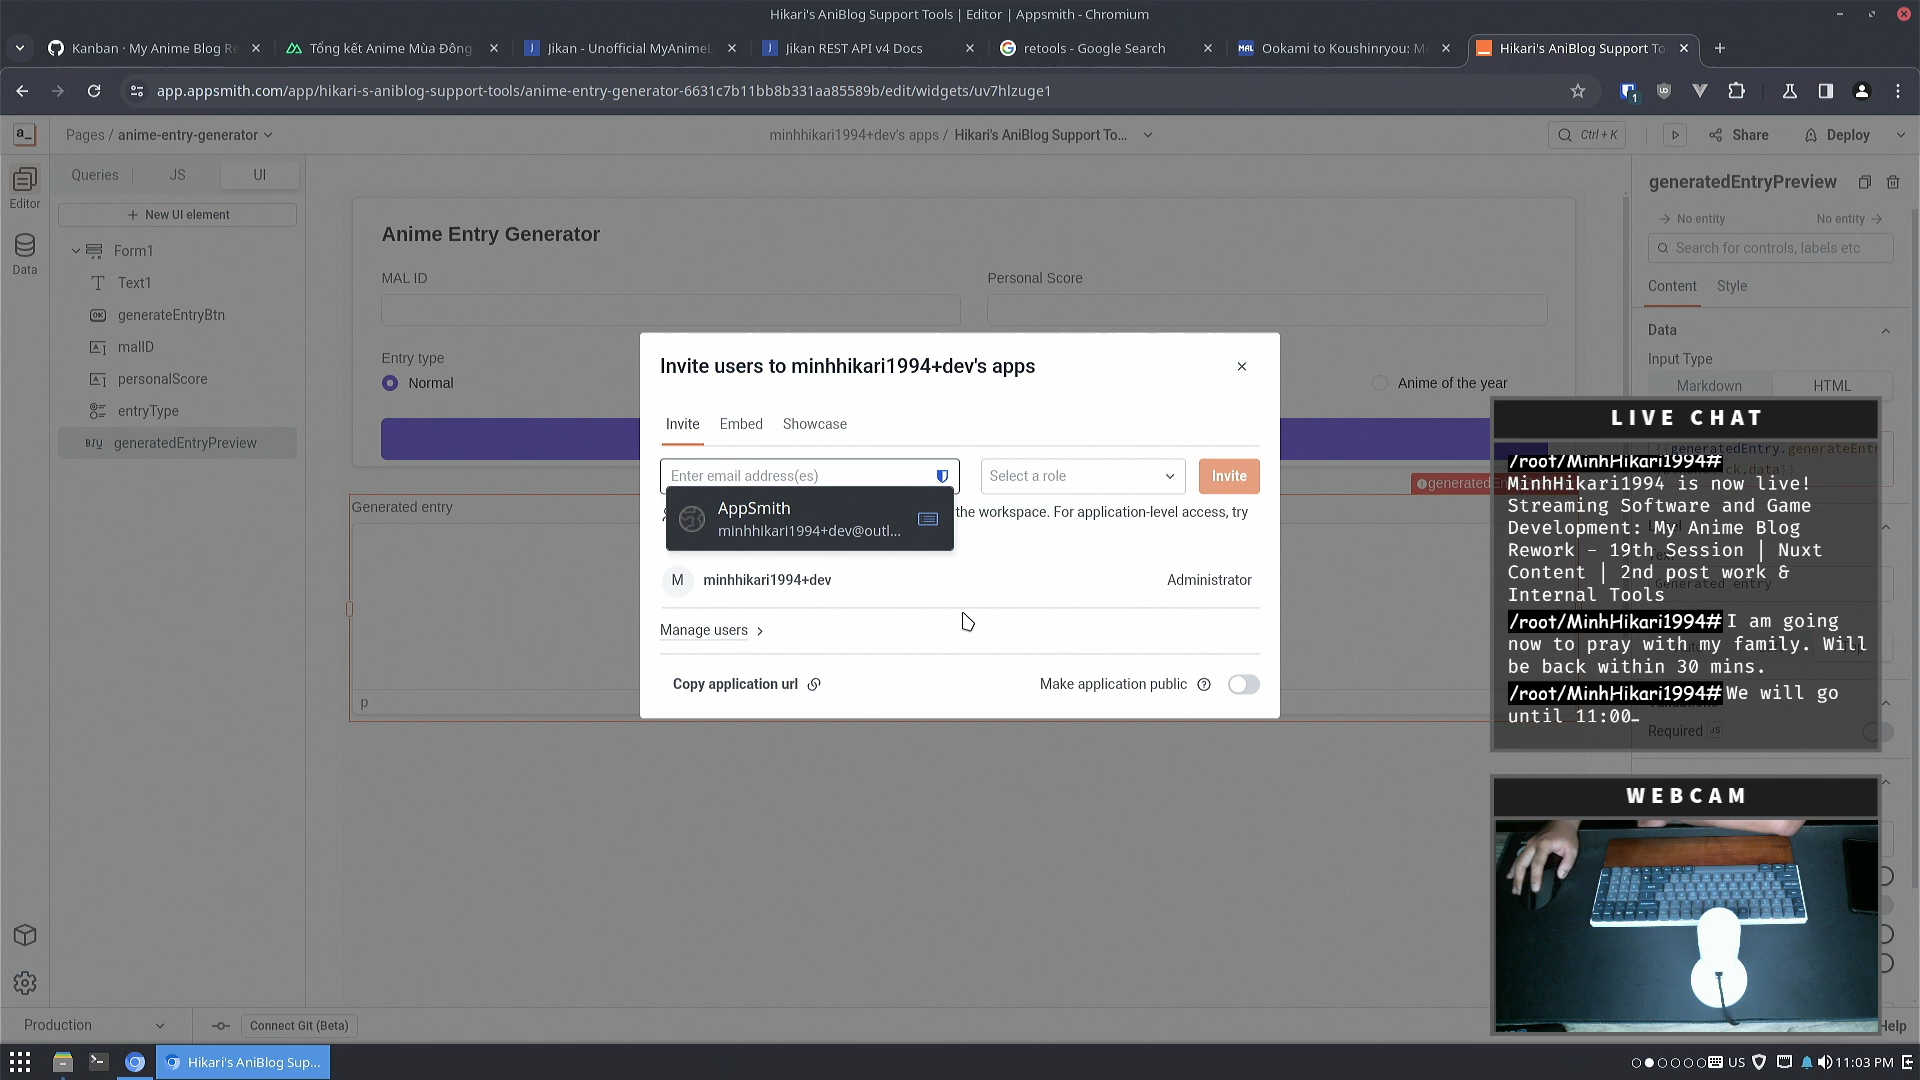 Hikari's AniBlog Support Tools | Editor | Appsmith - Chromium
Kanban · My Anime Blog Re
Tổng kết Anime Mùa Đông
Jikan - Unofficial MyAnimeL
Jikan REST API v4 Docs
retools - Google Search
Ookami to Koushinryou: Me
Hikari's AniBlog Support To
app.appsmith.com/app/hikari-s-aniblog-support-tools/anime-entry-generator-6631c7b11bb8b331aa85589b/edit/widgets/uv7hlzuge1
Pages / anime-entry-generator
minhhikari1994+dev's apps / Hikari's AniBlog Support To...
Ctrl + K
Share
Deploy
Editor
Data
Queries
JS
UI
New UI element
Form1
Text1
generateEntryBtn
malID
personalScore
entryType
generatedEntryPreview
Anime Entry Generator
MAL ID
Personal Score
Entry type
Normal
Anime of the year
Generated entry
p
Invite users to minhhikari1994+dev's apps
Invite
Embed
Showcase
Enter email address(es)
Select a role
Invite
AppSmith
minhhikari1994+dev@outl...
the workspace. For application-level access, try
M
minhhikari1994+dev
Administrator
Manage users
Copy application url
Make application public
generatedEntryPreview
No entity
No entity
Search for controls, labels etc
Content
Style
Data
Input Type
Markdown
HTML
Required
JS
LIVE CHAT
/root/MinhHikari1994#
MinhHikari1994 is now live!
Streaming Software and Game
Development: My Anime Blog
Rework - 19th Session | Nuxt
Content | 2nd post work &
Internal Tools
/root/MinhHikari1994# I am going
now to pray with my family. Will
be back within 30 mins.
/root/MinhHikari1994# We will go
until 11:00
WEBCAM
Production
Connect Git (Beta)
Help
Hikari's AniBlog Sup...
US
11:03 PM